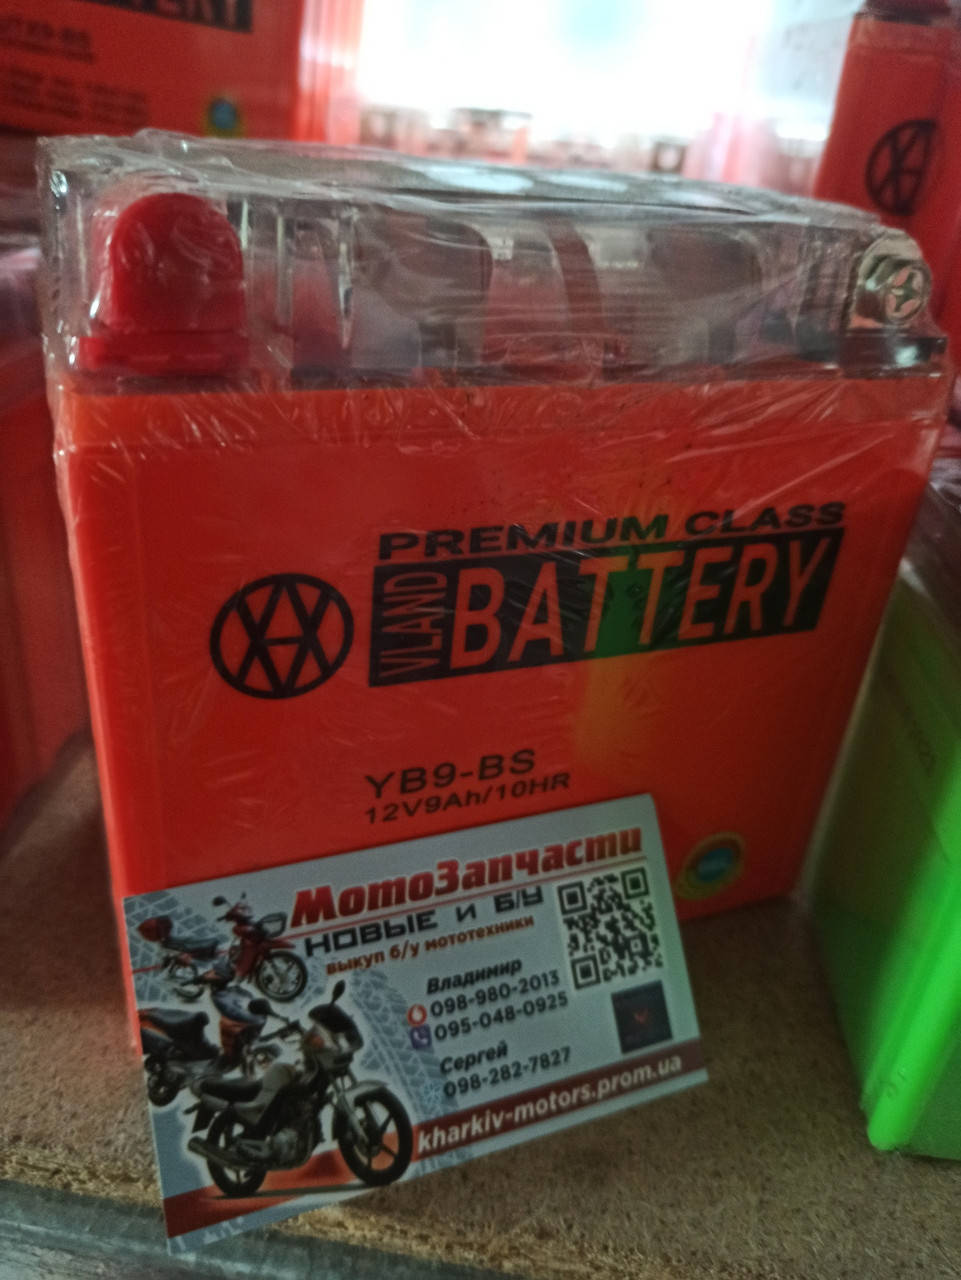 BATTERY
PREMIUM CLASS
VLAND
BATTERY
YB9-BS
12V9Ah/10HR
МотоЗапчасти
НОВЫЕ И Б/У
выкуп б/у мототехники
Владимир
098-980-2013
095-048-0925
Сергей
098-282-7827
kharkiv-motors.prom.ua